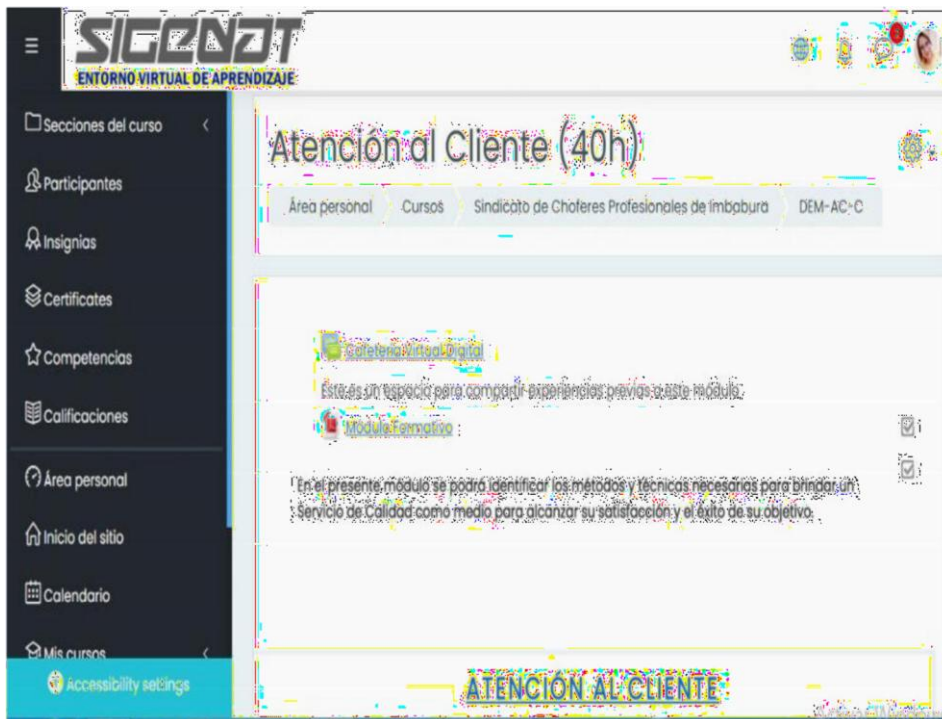 SIGENAT
ENTORNO VIRTUAL DE APRENDIZAJE
2
Secciones del curso
Participantes
Insignias
Certificates
Competencias
Calificaciones
Área personal
Inicio del sitio
Calendario
Mis cursos
Accessibility settings
Atención al Cliente (40h)
Área personal Cursos Sindicato de Choferes Profesionales de Imbabura DEM-AC-C
Cafetería Virtual Digital
Este es un espacio para compartir experiencias previas a este módulo.
Módulo Formativo
En el presente módulo se podrá identificar los métodos y técnicas necesarias para brindar un
Servicio de Calidad como medio para alcanzar su satisfacción y el éxito de su objetivo.
ATENCIÓN AL CLIENTE